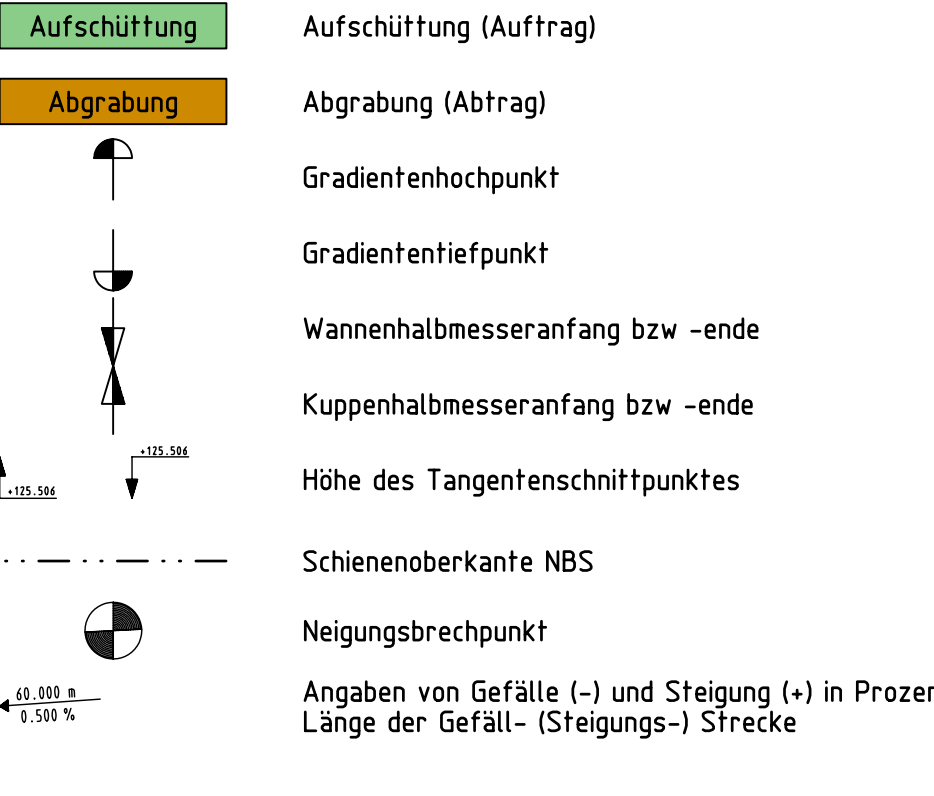 Aufschüttung Aufschüttung (Auftrag)
Abgrabung Abgrabung (Abtrag)
Gradientenhochpunkt
Gradiententiefpunkt
Wannenhalbmesseranfang bzw -ende
Kuppenhalbmesseranfang bzw -ende
+125.506
+125.506
Höhe des Tangentenschnittpunktes
Schienenoberkante NBS
Neigungsbrechpunkt
60.000 m
0.500 %
Angaben von Gefälle (-) und Steigung (+) in
Länge der Gefäll- (Steigungs-) Strecke